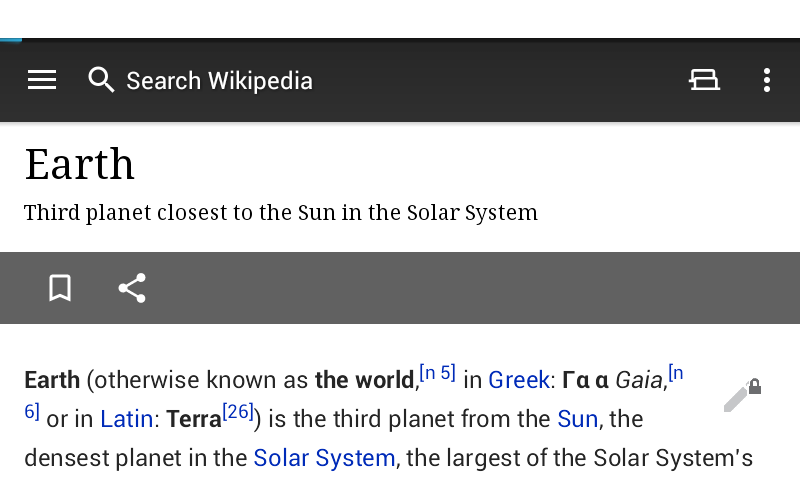 Search Wikipedia
Earth
Third planet closest to the Sun in the Solar System
Earth (otherwise known as the world,[n 5] in Greek: Γα α Gaia,[n
6] or in Latin: Terra[26]) is the third planet from the Sun, the
densest planet in the Solar System, the largest of the Solar System's